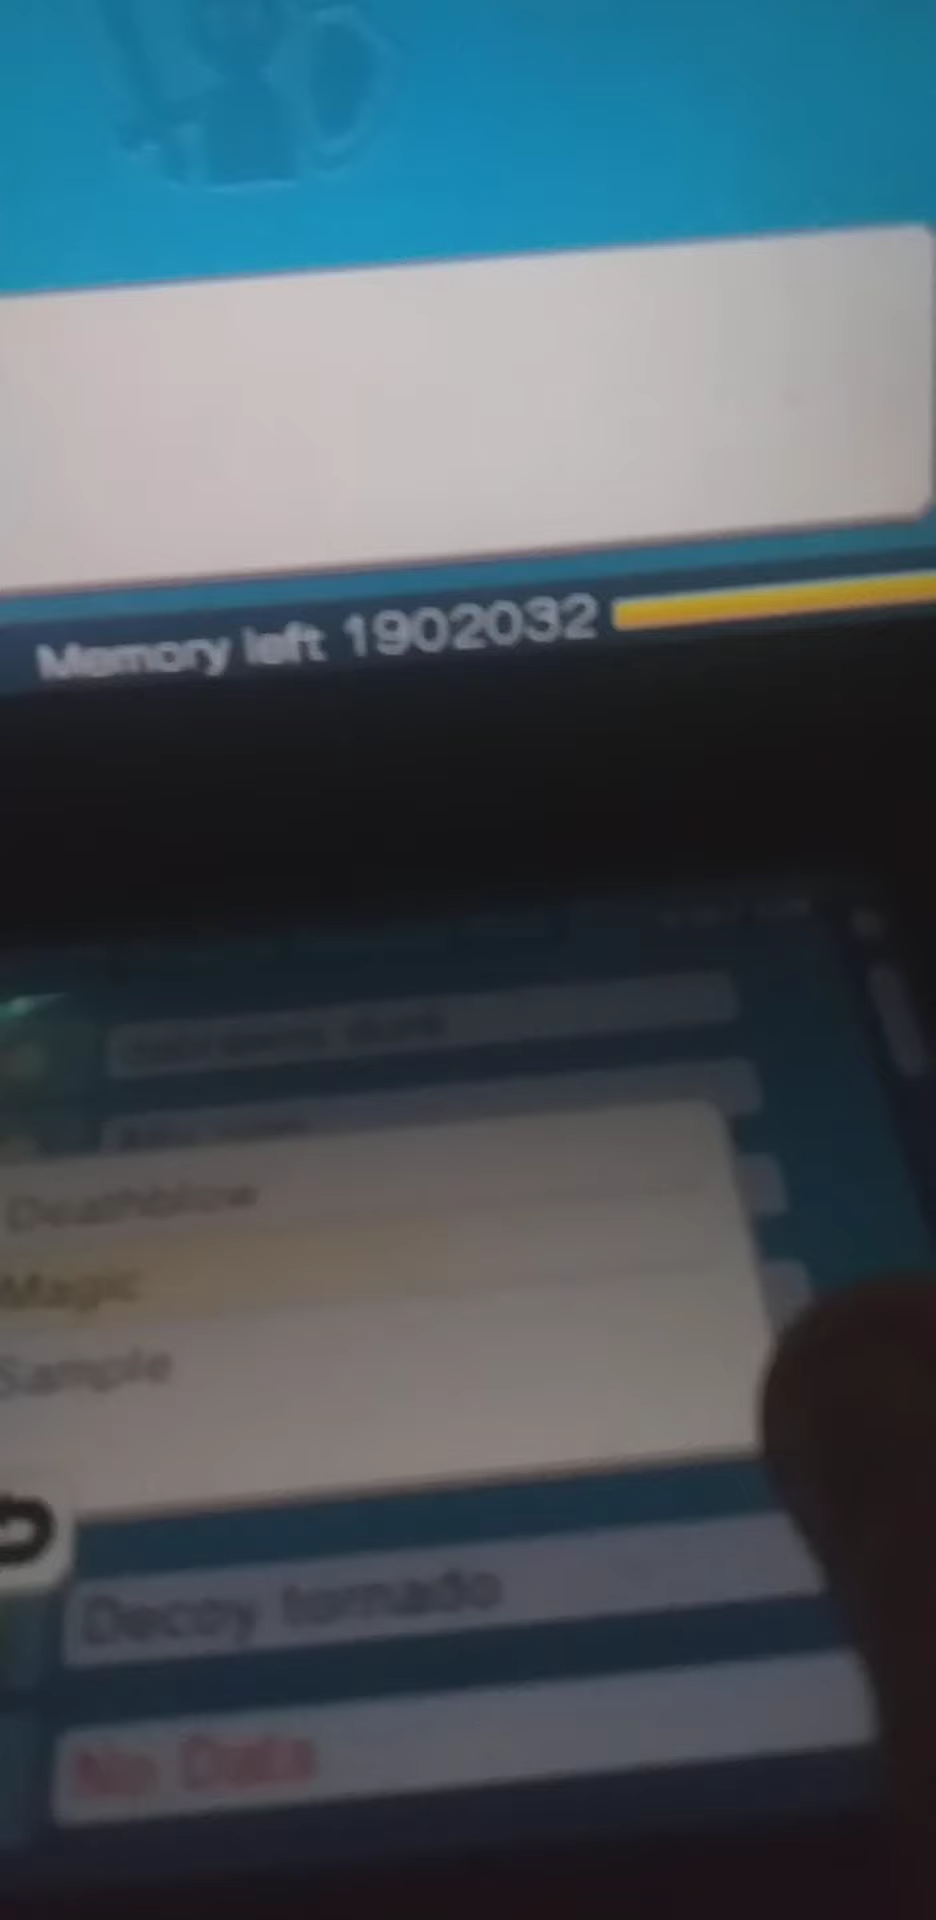 Memory left 1902032
Deathblow
Magic
Sample
Decoy tornado
No Data